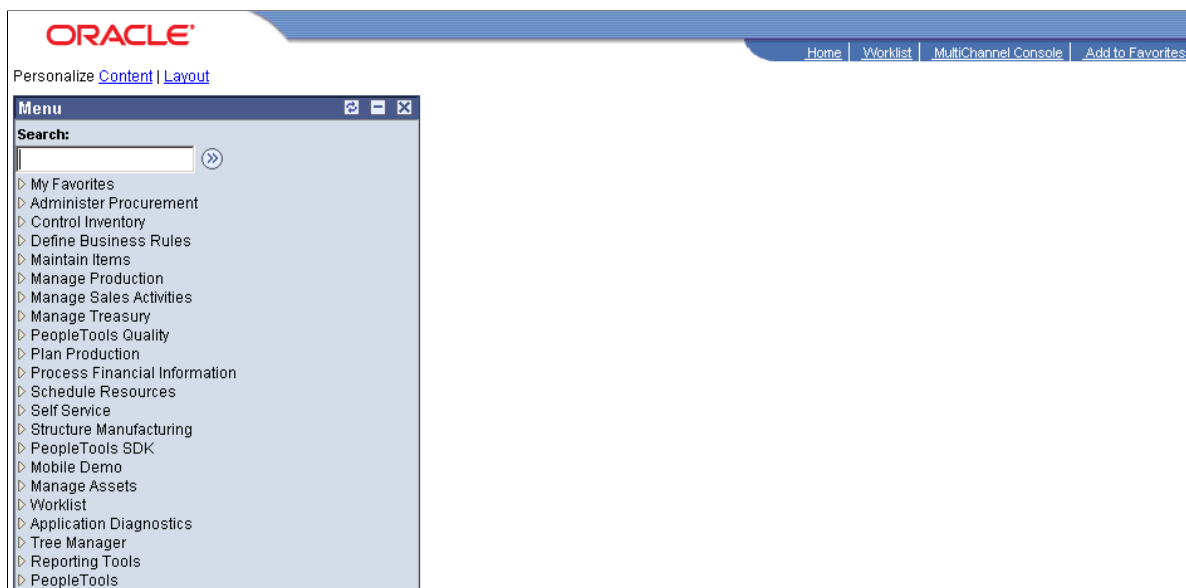 ORACLE
Home | Worklist | MultiChannel Console | Add to Favorites
Personalize Content | Layout
Menu
Search:
My Favorites
Administer Procurement
Control Inventory
Define Business Rules
Maintain Items
Manage Production
Manage Sales Activities
Manage Treasury
PeopleTools Quality
Plan Production
Process Financial Information
Schedule Resources
Self Service
Structure Manufacturing
PeopleTools SDK
Mobile Demo
Manage Assets
Worklist
Application Diagnostics
Tree Manager
Reporting Tools
PeopleTools